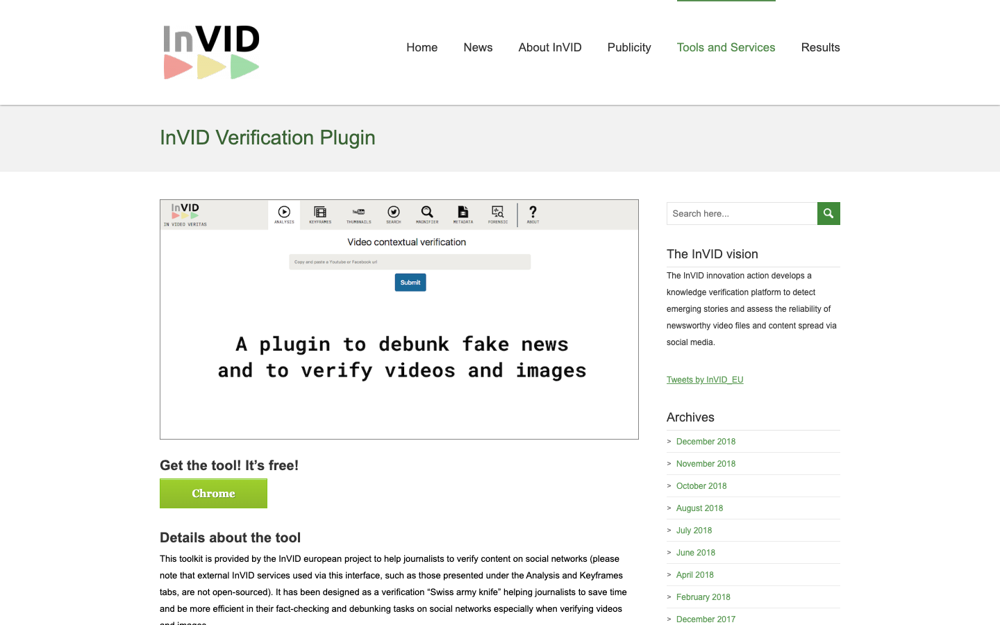 InVID
Home News About InVID Publicity Tools and Services Results
InVID Verification Plugin
InVID
IN VIDEO VERITAS
ANALYSIS KEYFRAMES THUMBNAILS SEARCH MAGNIFIER METADATA FORENSIC ABOUT
Video contextual verification
Copy and paste a Youtube or Facebook url
Submit
A plugin to debunk fake news
and to verify videos and images
Get the tool! It’s free!
Chrome
Details about the tool
This toolkit is provided by the InVID european project to help journalists to verify content on social networks (please
note that external InVID services used via this interface, such as those presented under the Analysis and Keyframes
tabs, are not open-sourced). It has been designed as a verification “Swiss army knife” helping journalists to save time
and be more efficient in their fact-checking and debunking tasks on social networks especially when verifying videos
and images
Search here...
The InVID vision
The InVID innovation action develops a
knowledge verification platform to detect
emerging stories and assess the reliability of
newsworthy video files and content spread via
social media.
Tweets by InVID_EU
Archives
> December 2018
> November 2018
> October 2018
> August 2018
> July 2018
> June 2018
> April 2018
> February 2018
> December 2017